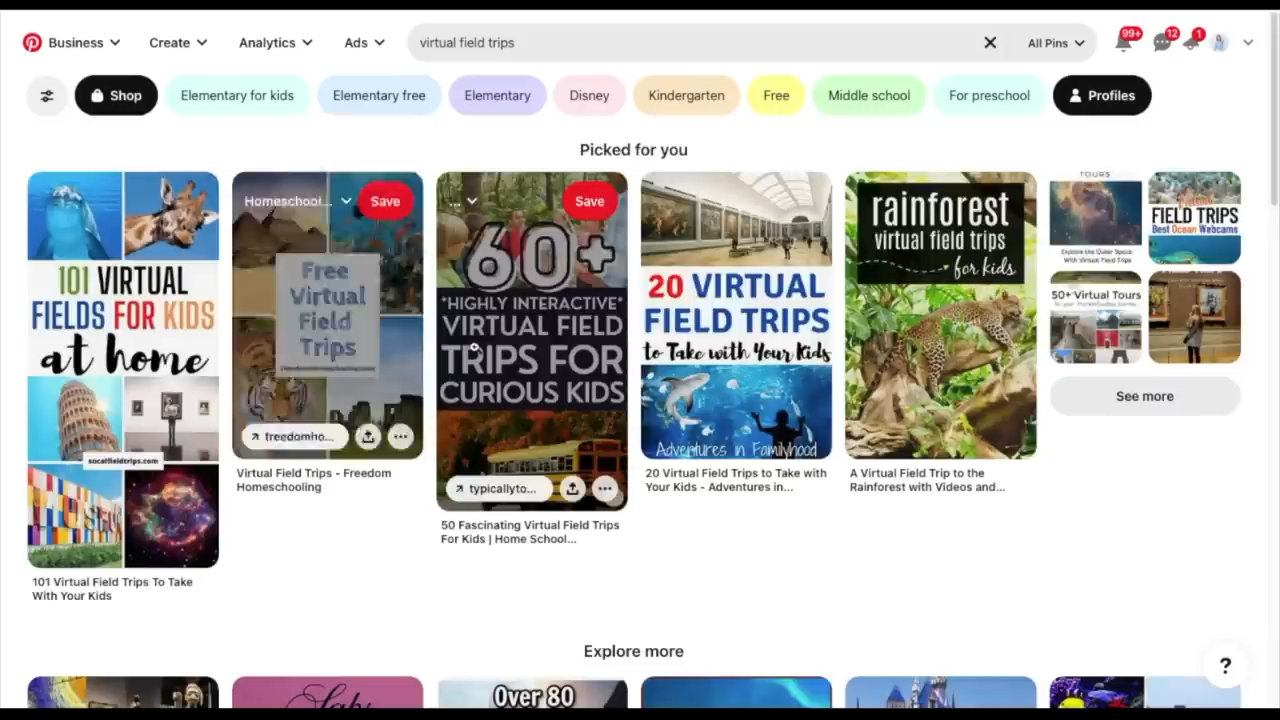 Business
Create
Analytics
Ads
virtual field trips
All Pins
99+
12
1
Shop
Elementary for kids
Elementary free
Elementary
Disney
Kindergarten
Free
Middle school
For preschool
Profiles
Picked for you
101 VIRTUAL
FIELDS FOR KIDS
at home
socalfieldtrips.com
101 Virtual Field Trips To Take
With Your Kids
Homeschool...
Save
Free
Virtual
Field
Trips
freedomho...
Virtual Field Trips - Freedom
Homeschooling
...
Save
60+
*HIGHLY INTERACTIVE*
VIRTUAL FIELD
TRIPS FOR
CURIOUS KIDS
typicallyto...
50 Fascinating Virtual Field Trips
For Kids | Home School...
20 VIRTUAL
FIELD TRIPS
to Take with Your Kids
Adventures in Familyhood
20 Virtual Field Trips to Take with
Your Kids - Adventures in...
rainforest
virtual field trips
for kids
A Virtual Field Trip to the
Rainforest with Videos and...
TOURS
Explore the Outer Space
FIELD TRIPS
Best Ocean Webcams
50+ Virtual Tours
See more
Explore more
Over 80
?